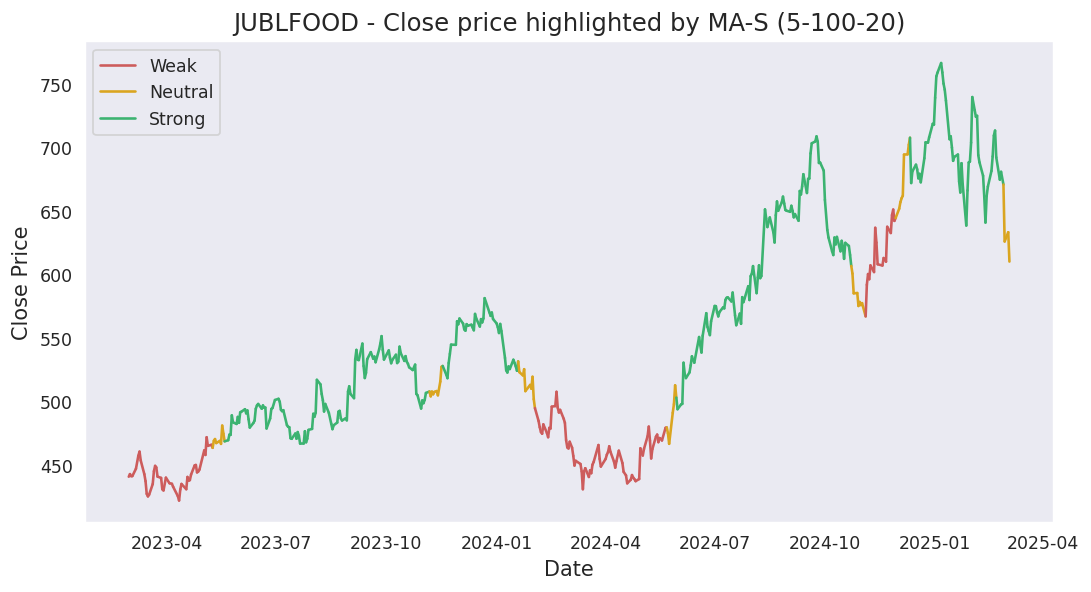 JUBLFOOD - Close price highlighted by MA-S (5-100-20)
Weak
Neutral
Strong
750
700
650
600
550
500
450
Close Price
2023-04 2023-07 2023-10 2024-01 2024-04 2024-07 2024-10 2025-01 2025-04
Date